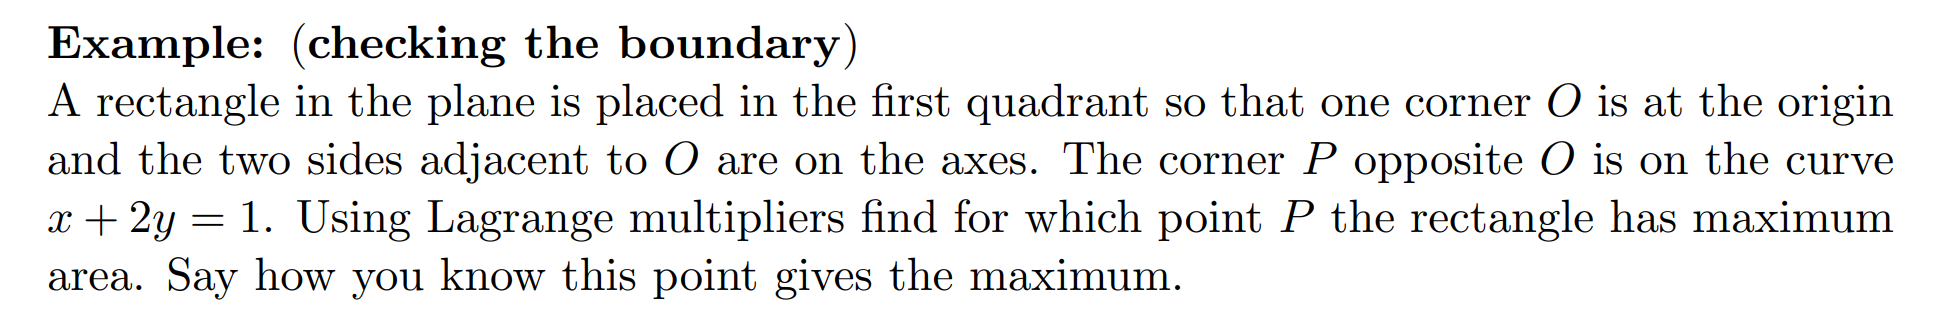 Example: (checking the boundary)
A rectangle in the plane is placed in the first quadrant so that one corner O is at the origin
and the two sides adjacent to O are on the axes. The corner P opposite O is on the curve
x + 2y = 1. Using Lagrange multipliers find for which point P the rectangle has maximum
area. Say how you know this point gives the maximum.